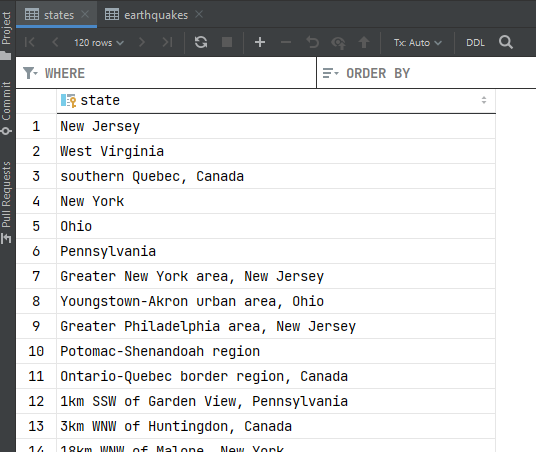 states
earthquakes
120 rows
Tx: Auto
DDL
WHERE
ORDER BY
state
1 New Jersey
2 West Virginia
3 southern Quebec, Canada
4 New York
5 Ohio
6 Pennsylvania
7 Greater New York area, New Jersey
8 Youngstown-Akron urban area, Ohio
9 Greater Philadelphia area, New Jersey
10 Potomac-Shenandoah region
11 Ontario-Quebec border region, Canada
12 1km SSW of Garden View, Pennsylvania
13 3km WNW of Huntingdon, Canada
14 18km WNW of Malone, New York
Project
Commit
Pull Requests